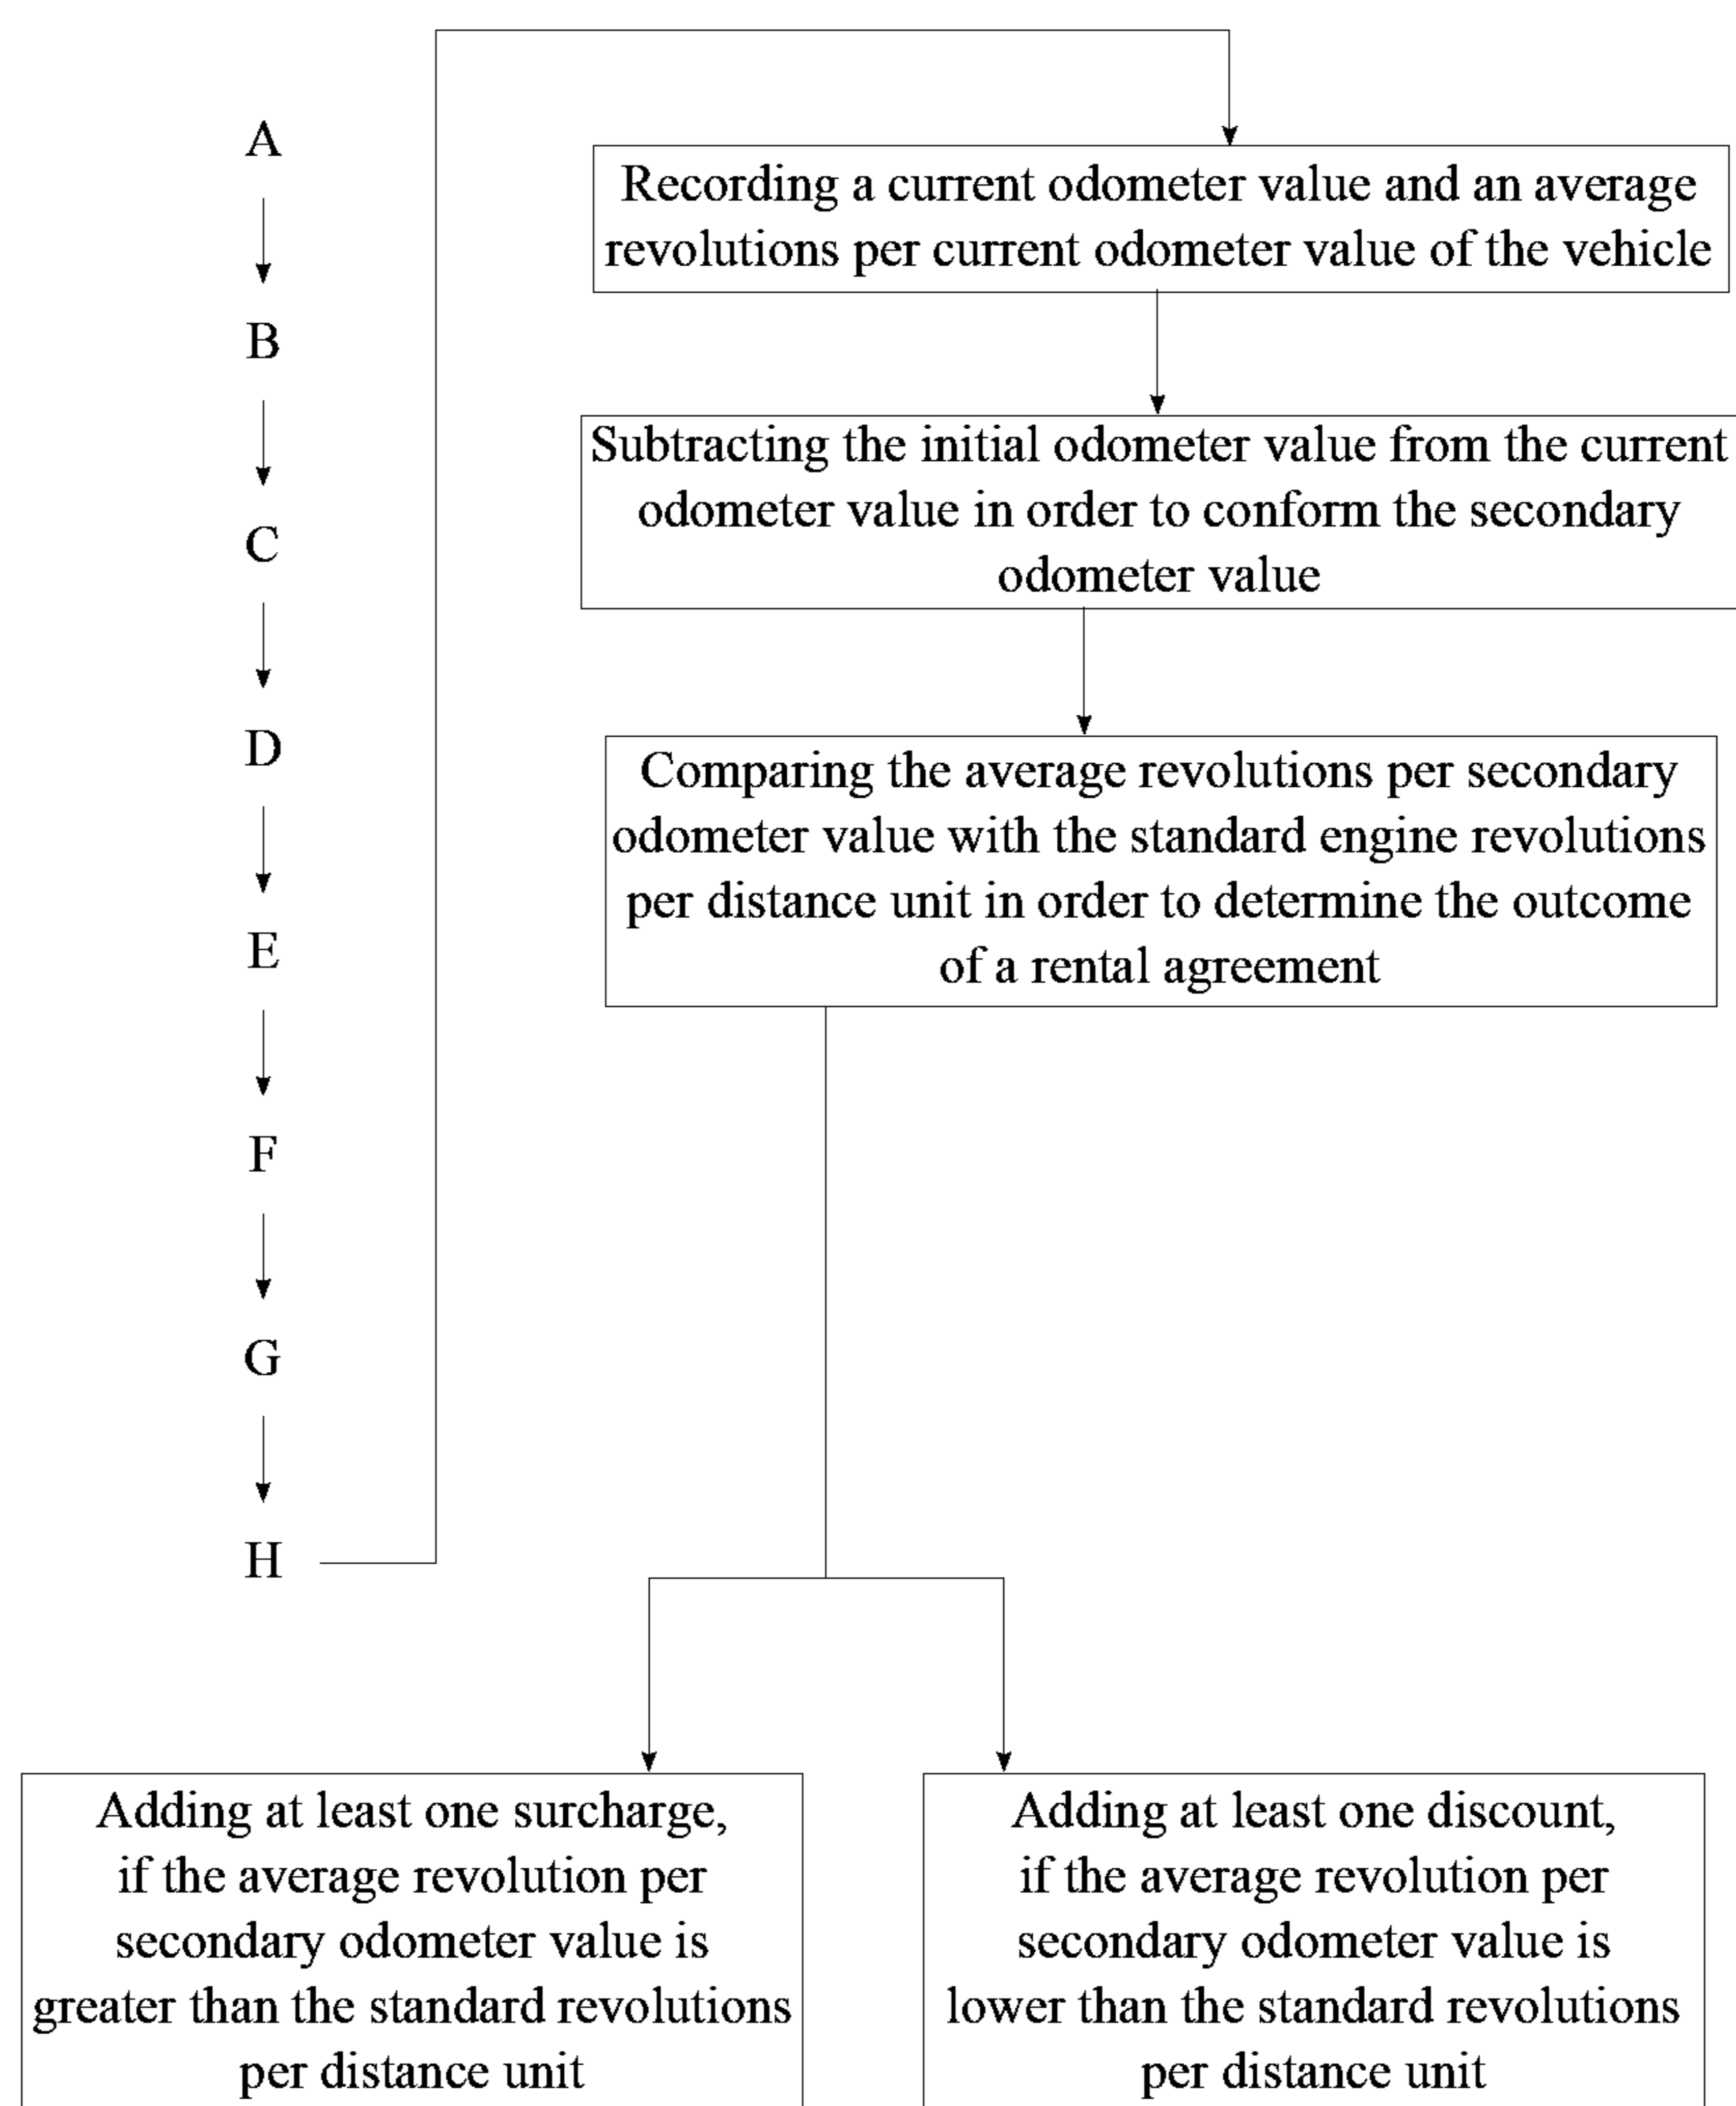 A
B
C
D
E
F
G
H
Recording a current odometer value and an average
revolutions per current odometer value of the vehicle
Subtracting the initial odometer value from the current
odometer value in order to conform the secondary
odometer value
Comparing the average revolutions per secondary
odometer value with the standard engine revolutions
per distance unit in order to determine the outcome
of a rental agreement
Adding at least one surcharge,
if the average revolution per
secondary odometer value is
greater than the standard revolutions
per distance unit
Adding at least one discount,
if the average revolution per
secondary odometer value is
lower than the standard revolutions
per distance unit